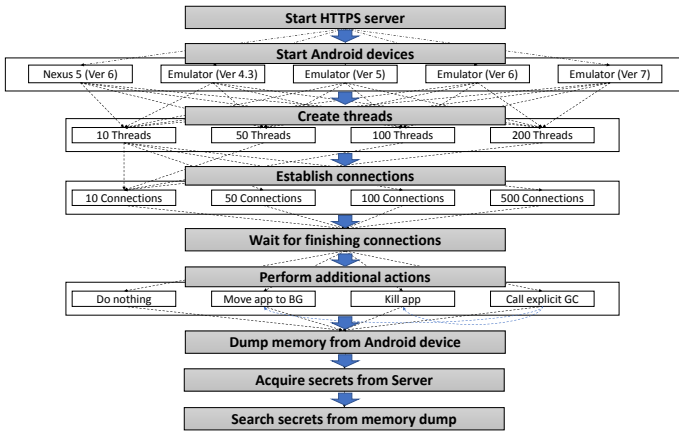 Start HTTPS server
Start Android devices
Nexus 5 (Ver 6) Emulator (Ver 4.3) Emulator (Ver 5) Emulator (Ver 6) Emulator (Ver 7)
Create threads
10 Threads 50 Threads 100 Threads 200 Threads
Establish connections
10 Connections 50 Connections 100 Connections 500 Connections
Wait for finishing connections
Perform additional actions
Do nothing Move app to BG Kill app Call explicit GC
Dump memory from Android device
Acquire secrets from Server
Search secrets from memory dump